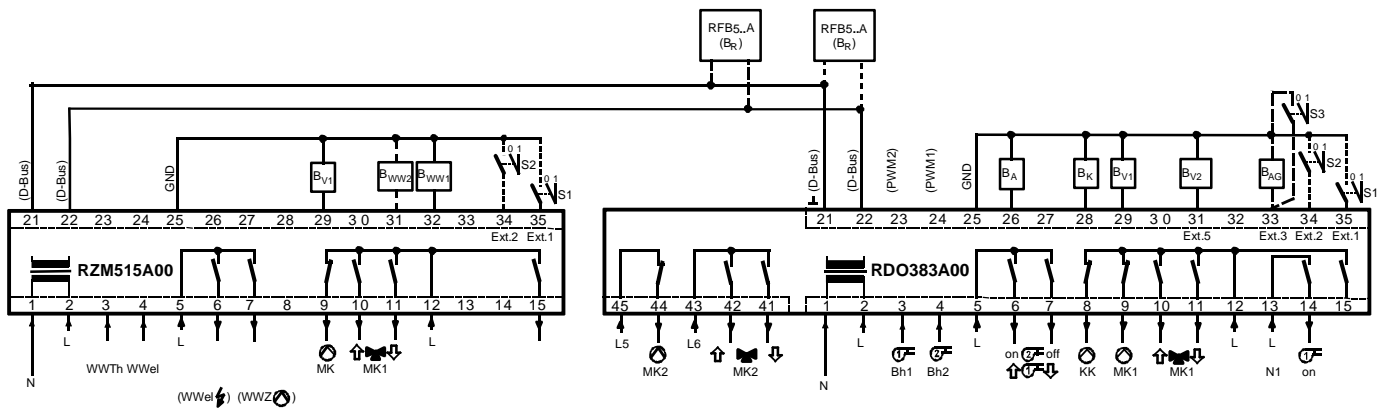 RFB5..A
(BR)
RFB5..A
(BR)
(D-Bus)
(D-Bus)
GND
BV1
BWW2
BWW1
0 1
S2
0 1
S1
(D-Bus)
(D-Bus)
(PWM2)
(PWM1)
GND
BA
BK
BV1
BV2
BAG
0 1
S3
0 1
S2
0 1
S1
21 22 23 24 25 26 27 28 29 30 31 32 33 34 35
Ext.2 Ext.1
RZM515A00
1 2 3 4 5 6 7 8 9 10 11 12 13 14 15
L L L
N
WWTh WWel
MK MK1
(WWel) (WWZ)
21 22 23 24 25 26 27 28 29 30 31 32 33 34 35
Ext.5 Ext.3 Ext.2 Ext.1
RDO383A00
45 44 43 42 41 1 2 3 4 5 6 7 8 9 10 11 12 13 14 15
L5 L6 L L L L
1 2 on 2 off 1
1
MK2 MK2 N Bh1 Bh2 KK MK1 MK1 N1 on